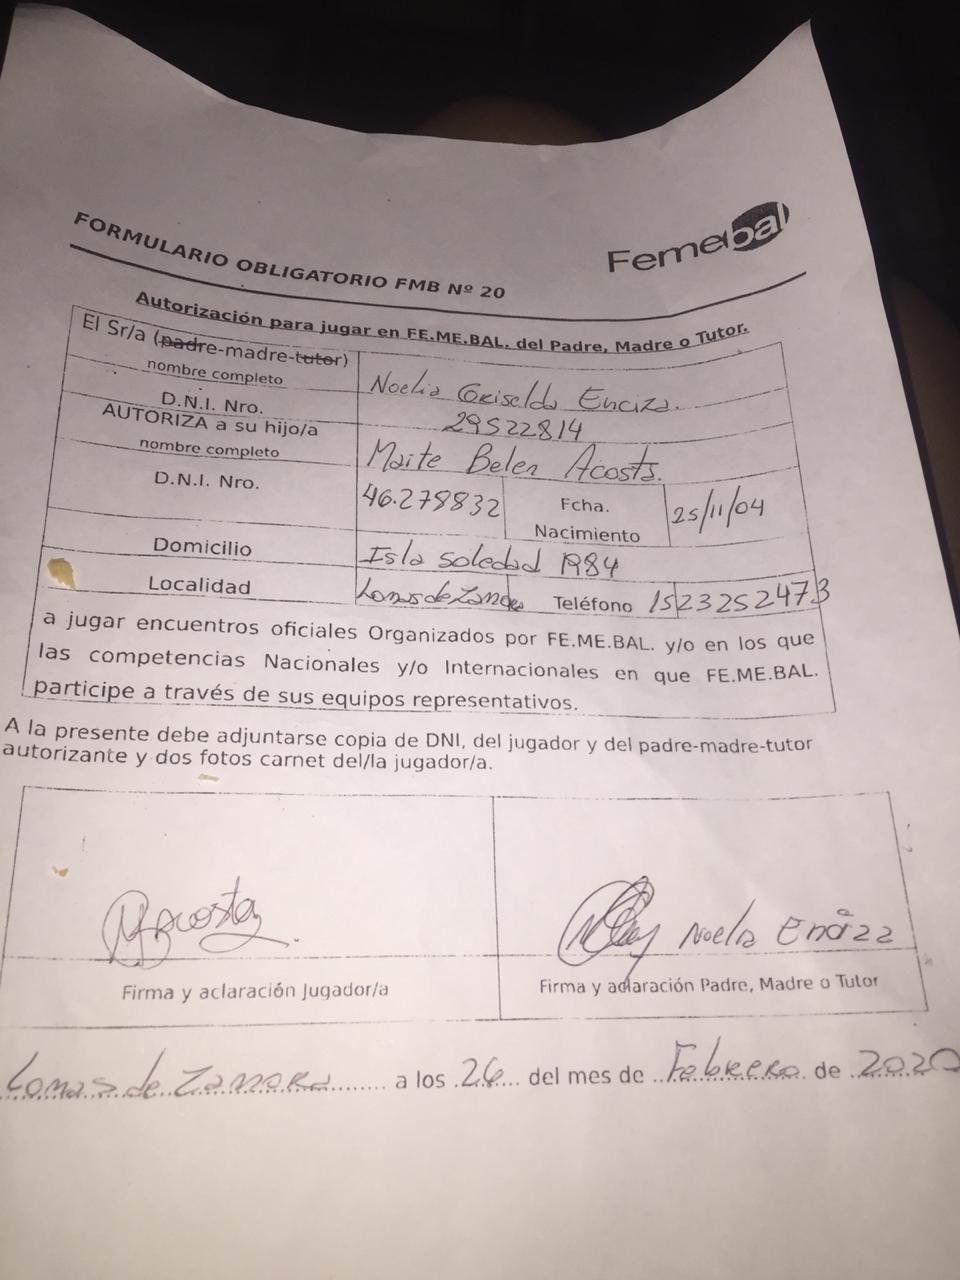 FORMULARIO OBLIGATORIO FMB Nº 20
Femebal
Autorización para jugar en FE.ME.BAL. del Padre, Madre o Tutor.
El Sr/a (padre-madre-tutor)
nombre completo
Noelia Griselda Enciza.
D.N.I. Nro.
29522814
AUTORIZA a su hijo/a
nombre completo
Maite Belen Acosta.
D.N.I. Nro.
46.278832
Fcha.
Nacimiento
25/11/04
Domicilio
Isla Soledad 1984
Localidad
Lomas de Zamora
Teléfono
1523252473
a jugar encuentros oficiales Organizados por FE.ME.BAL. y/o en los que
las competencias Nacionales y/o Internacionales en que FE.ME.BAL.
participe a través de sus equipos representativos.
A la presente debe adjuntarse copia de DNI, del jugador y del padre-madre-tutor
autorizante y dos fotos carnet del/la jugador/a.
MAcosta
Noelia Enciza
Firma y aclaración Jugador/a
Firma y aclaración Padre, Madre o Tutor
Lomas de Zamora a los 26 del mes de Febrero de 2020